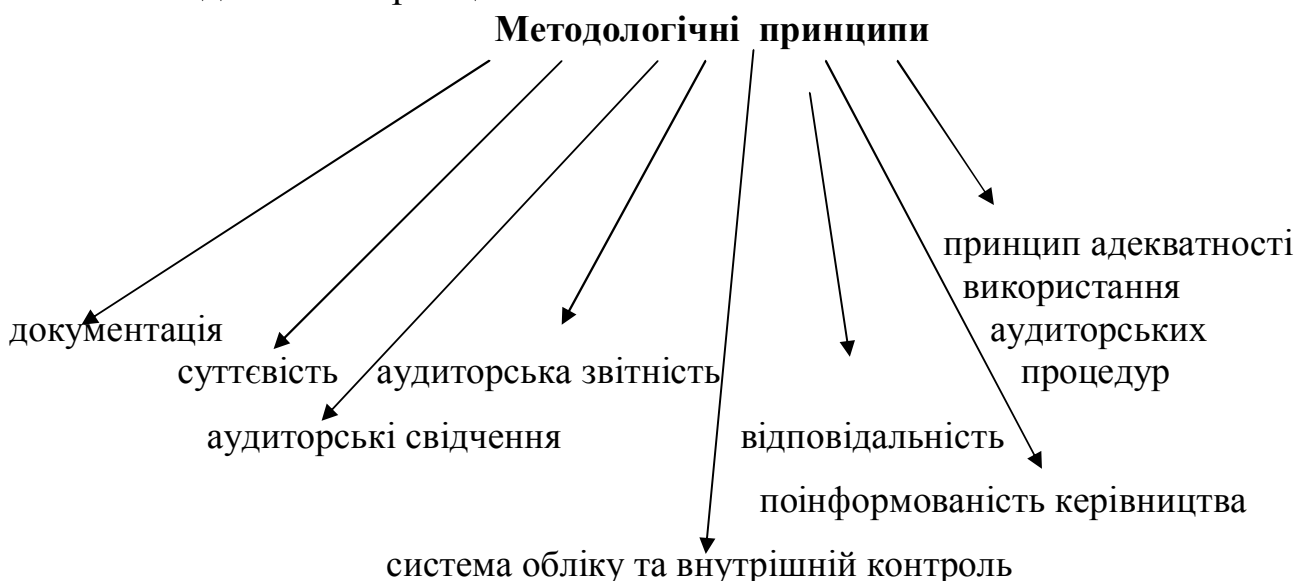 Методологічні принципи
принцип адекватності
використання
документація
аудиторських
суттєвість
аудиторська звітність
процедур
аудиторські свідчення
відповідальність
поінформованість керівництва
система обліку та внутрішній контроль